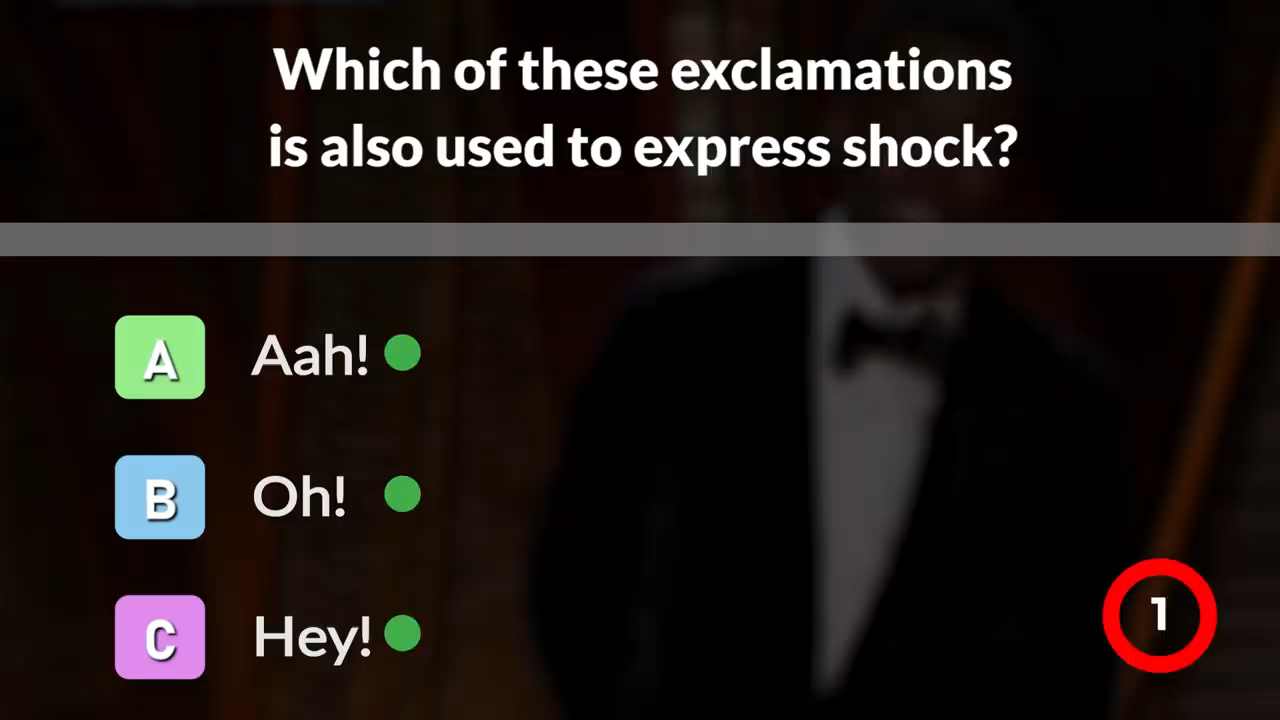 Which of these exclamations
is also used to express shock?
A Aah!
B Oh!
C Hey!
1